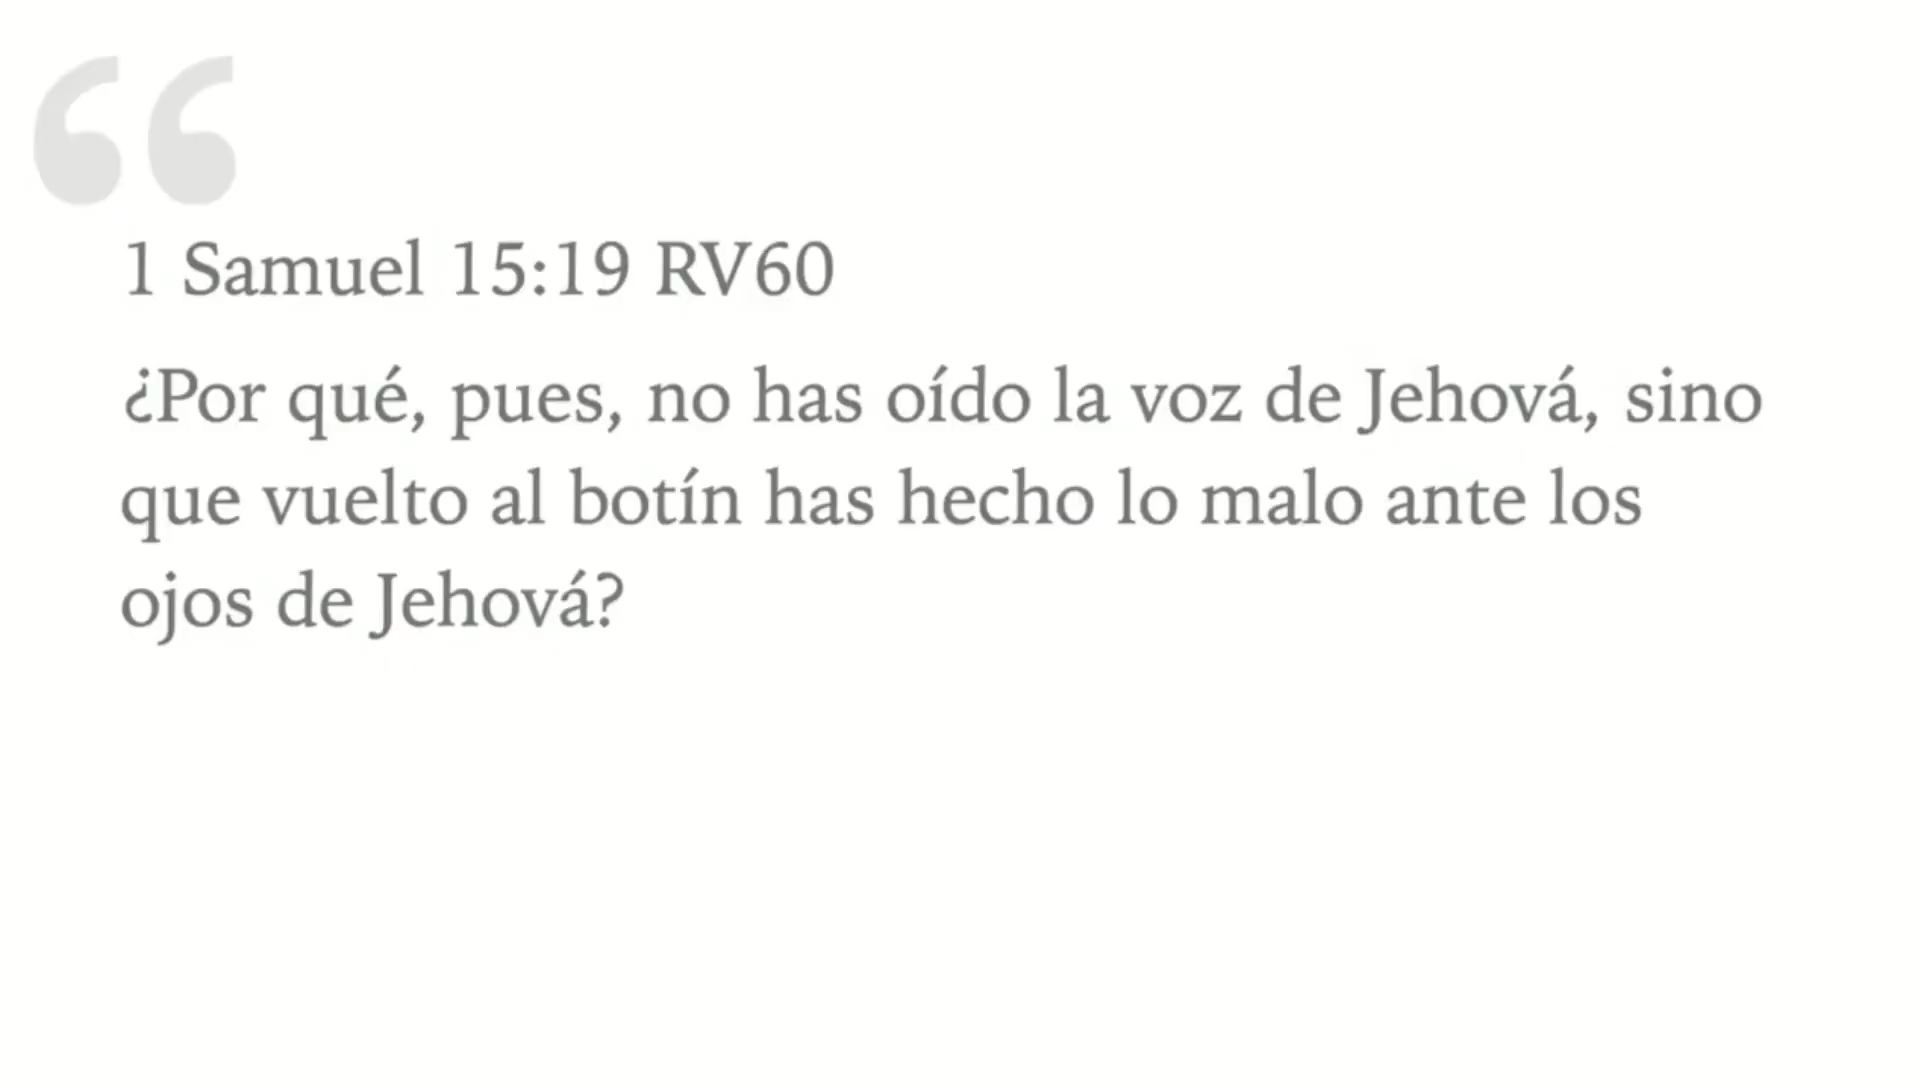 “
1 Samuel 15:19 RV60
¿Por qué, pues, no has oído la voz de Jehová, sino
que vuelto al botín has hecho lo malo ante los
ojos de Jehová?